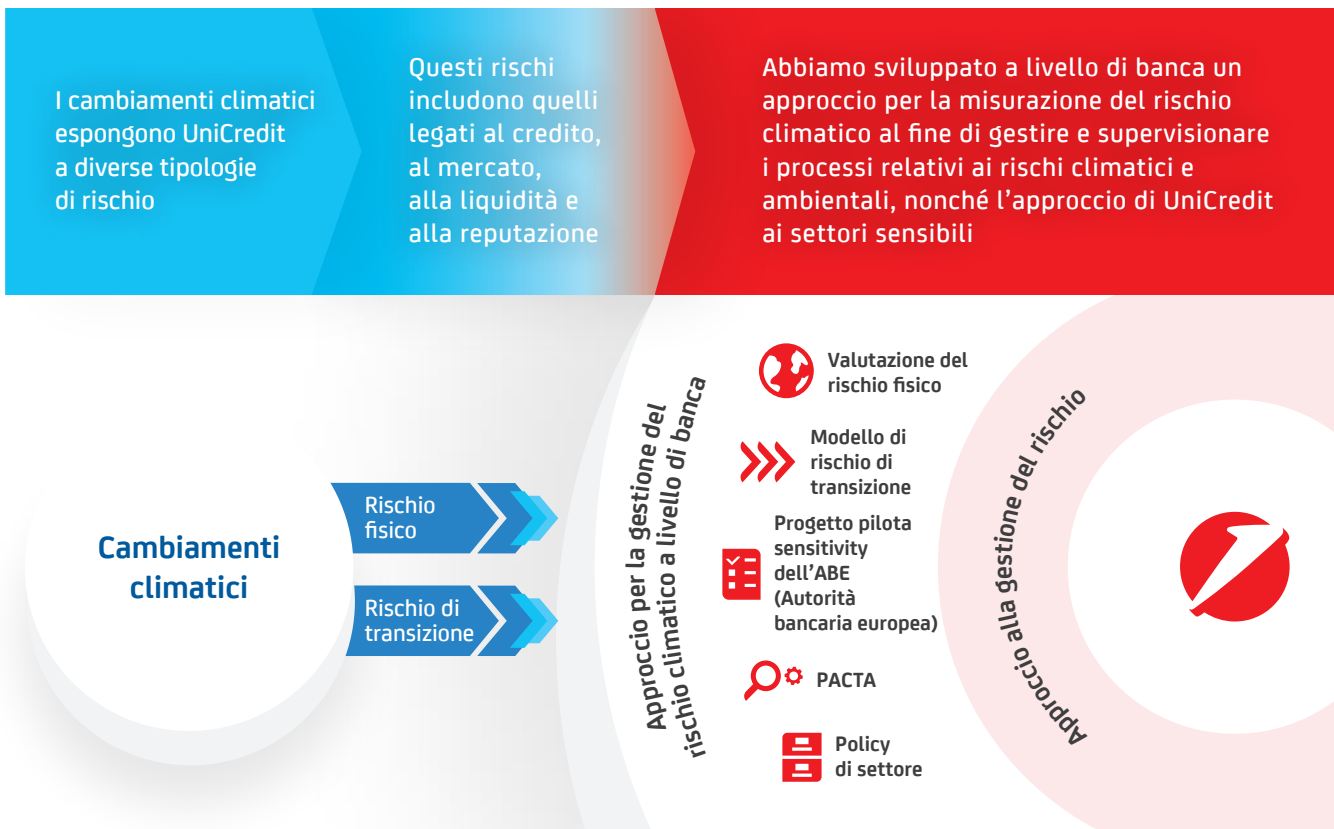 I cambiamenti climatici
espongono UniCredit
a diverse tipologie
di rischio
Questi rischi
includono quelli
legati al credito,
al mercato,
alla liquidità e
alla reputazione
Abbiamo sviluppato a livello di banca un
approccio per la misurazione del rischio
climatico al fine di gestire e supervisionare
i processi relativi ai rischi climatici e
ambientali, nonché l’approccio di UniCredit
ai settori sensibili
Cambiamenti
climatici
Rischio
fisico
Rischio di
transizione
Approccio per la gestione del
rischio climatico a livello di banca
Valutazione del
rischio fisico
Modello di
rischio di
transizione
Progetto pilota
sensitivity
dell’ABE
(Autorità
bancaria europea)
PACTA
Policy
di settore
Approccio alla gestione del rischio